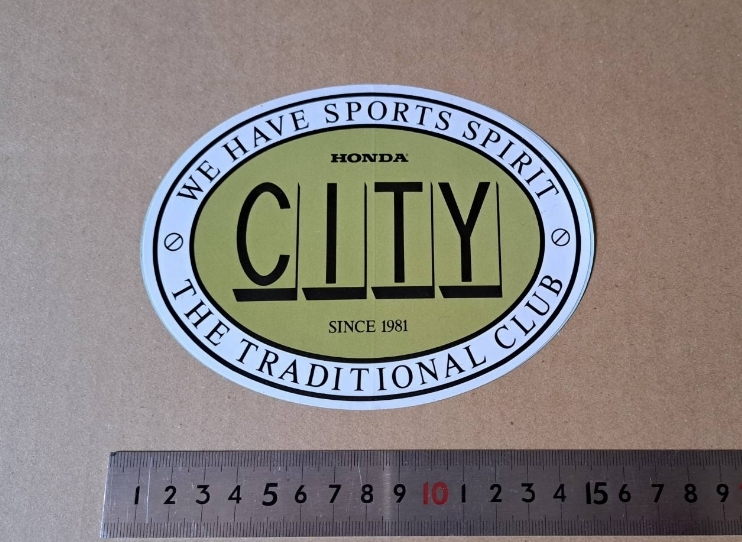 WE HAVE SPORTS SPIRIT
HONDA
CITY
SINCE 1981
THE TRADITIONAL CLUB
1 2 3 4 5 6 7 8 9 10 1 2 3 4 15 6 7 8 9